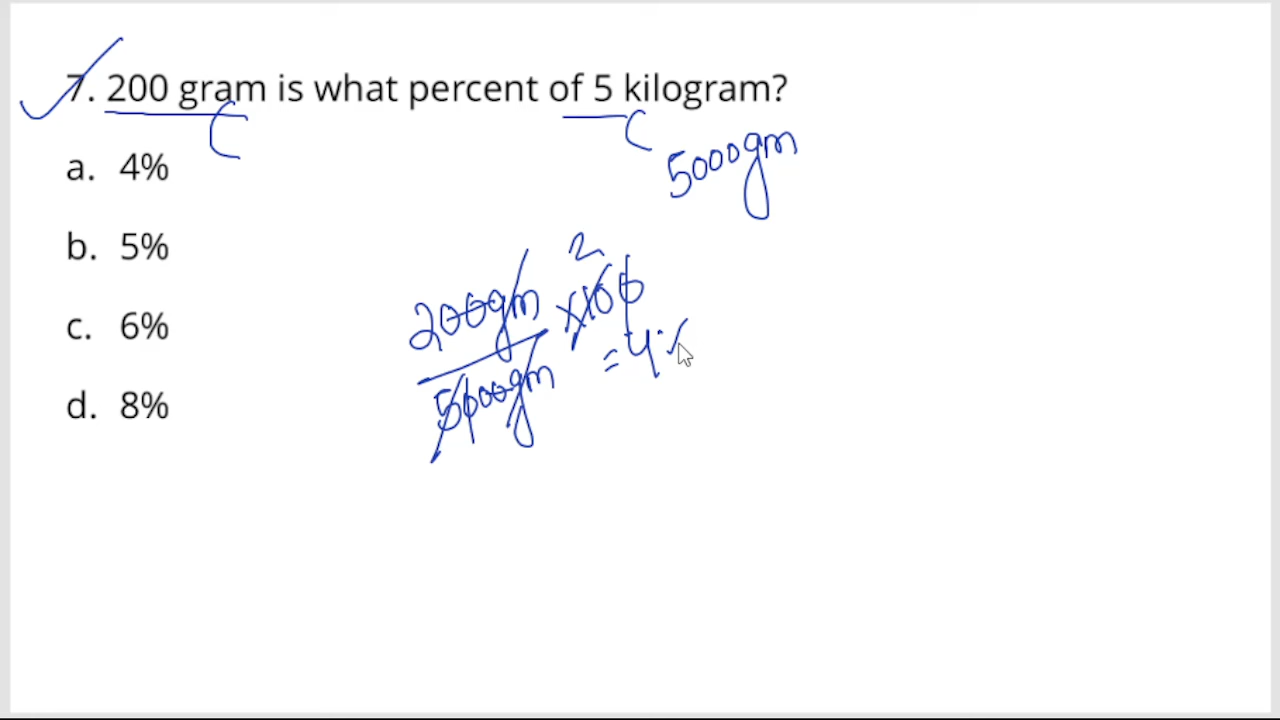 7. 200 gram is what percent of 5 kilogram?
5000gm
a. 4%
b. 5%
2
200gm ×100
c. 6%
= 4%
5000gm
d. 8%